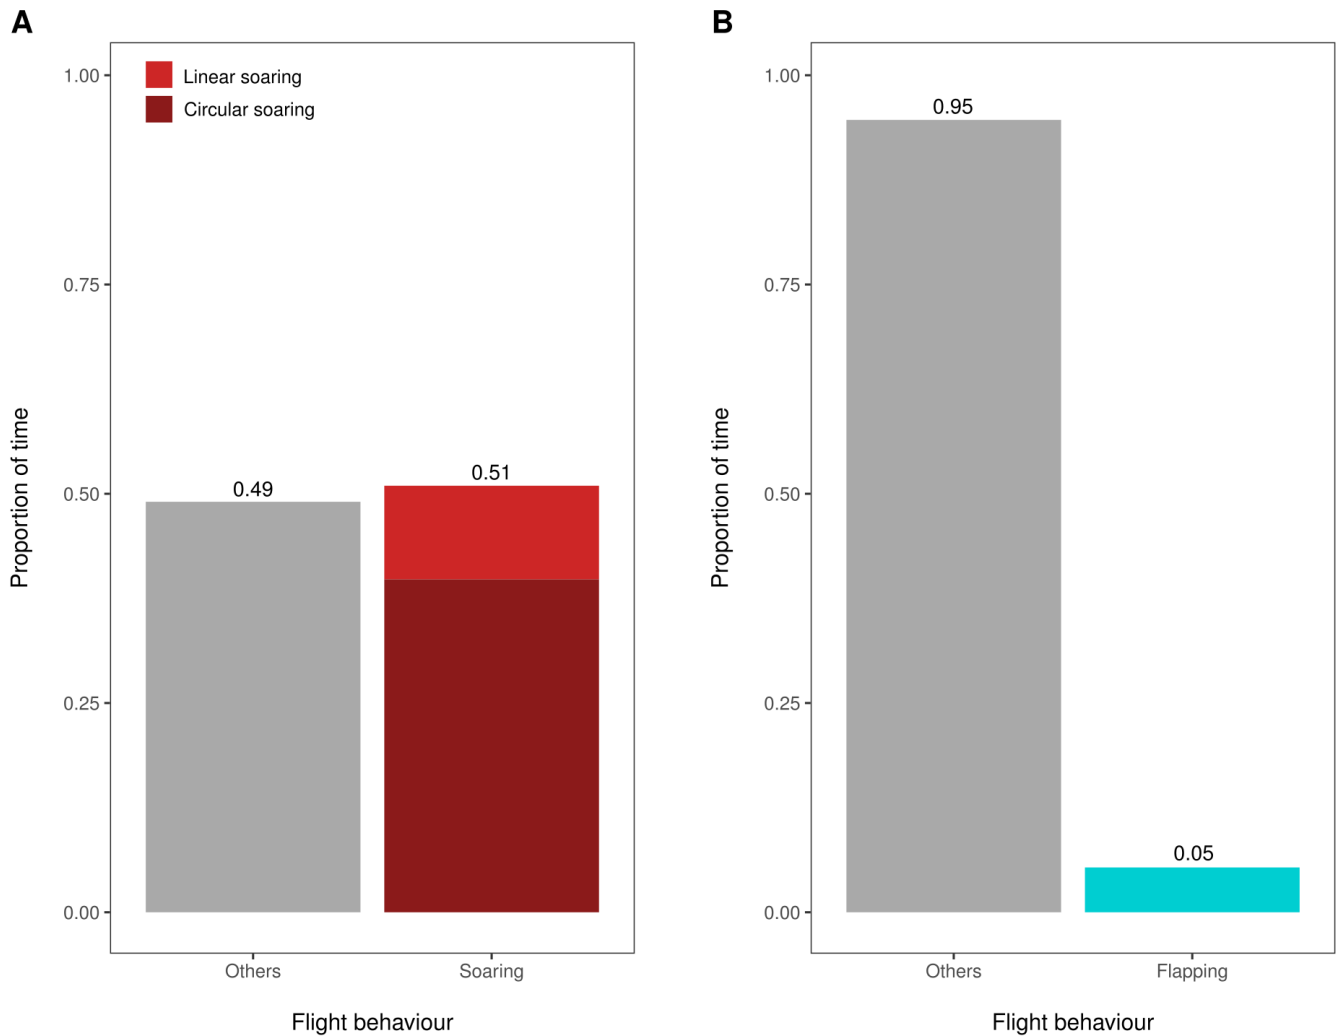 A
Linear soaring
Circular soaring
1.00
0.75
0.50
0.25
0.00
Proportion of time
0.49
0.51
Others
Soaring
Flight behaviour
B
1.00
0.75
0.50
0.25
0.00
Proportion of time
0.95
0.05
Others
Flapping
Flight behaviour